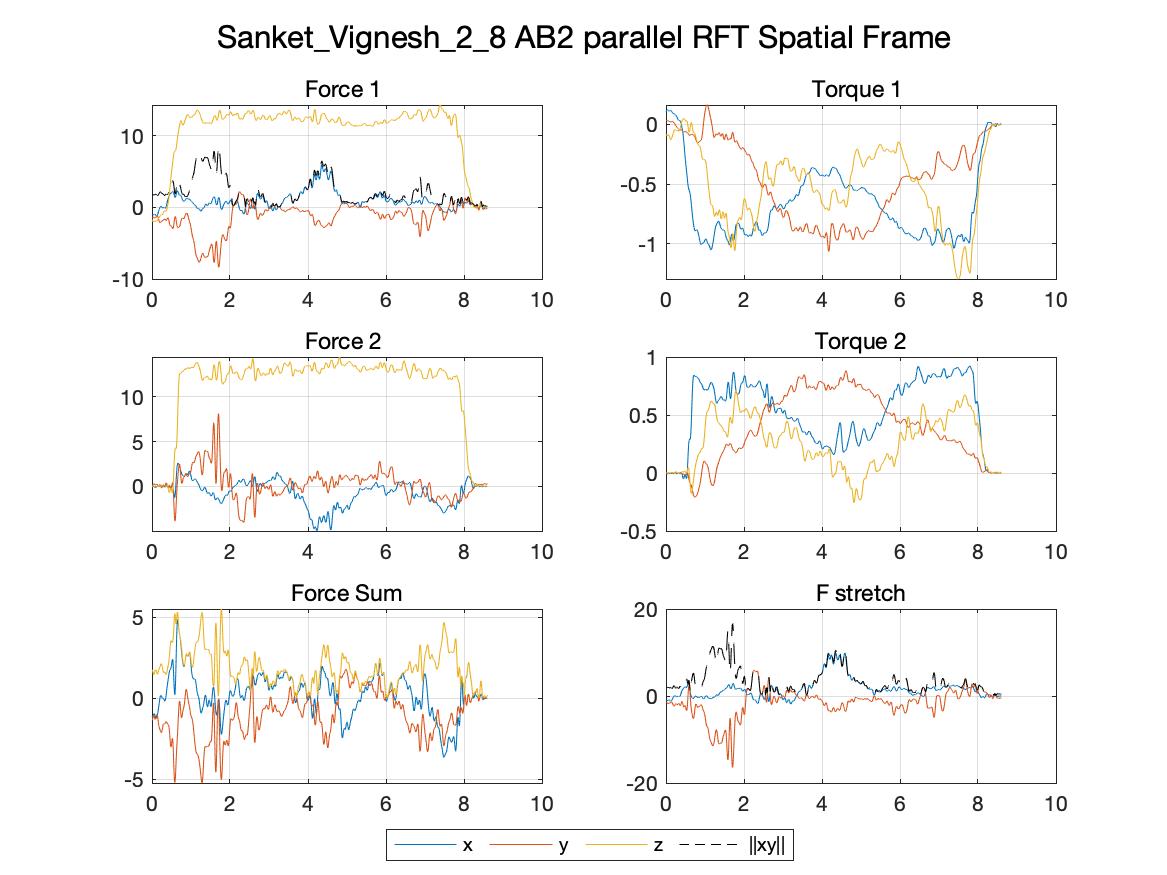 Sanket_Vignesh_2_8 AB2 parallel RFT Spatial Frame
Force 1
10
0
-10
0 2 4 6 8 10
Torque 1
0
-0.5
-1
0 2 4 6 8 10
Force 2
10
5
0
0 2 4 6 8 10
Torque 2
1
0.5
0
-0.5
0 2 4 6 8 10
Force Sum
5
0
-5
0 2 4 6 8 10
F stretch
20
0
-20
0 2 4 6 8 10
x y z ||xy||